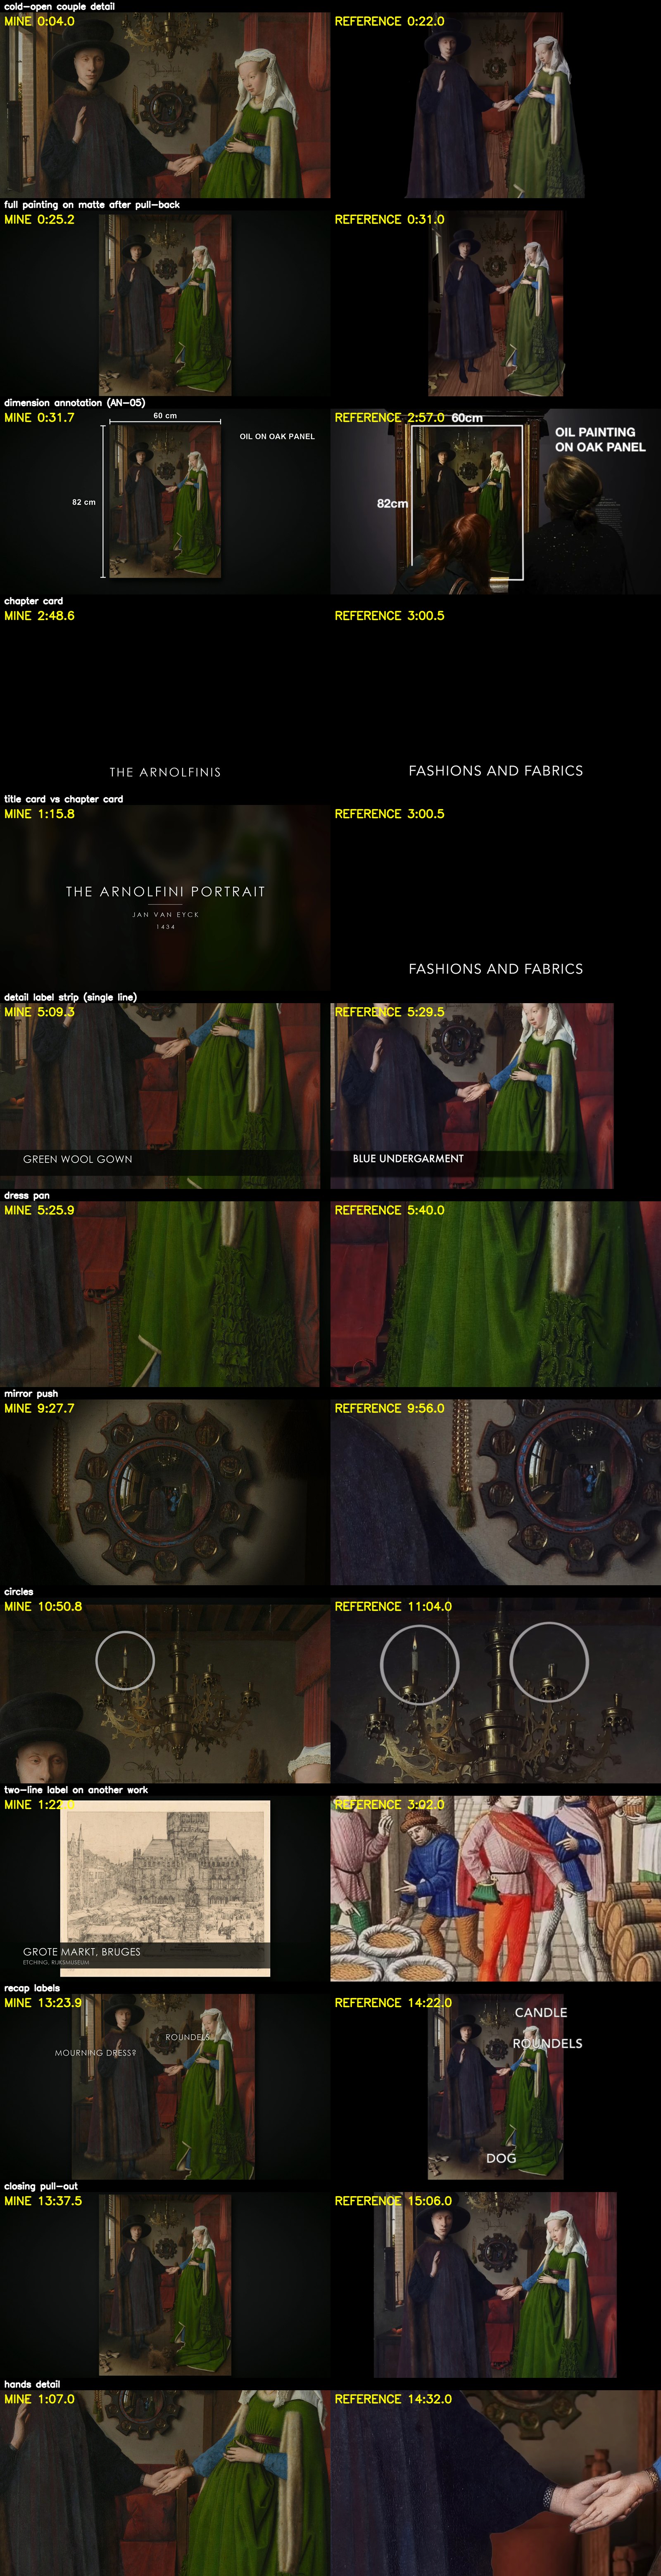 cold-open couple detail
MINE 0:04.0
REFERENCE 0:22.0
full painting on matte after pull-back
MINE 0:25.2
REFERENCE 0:31.0
dimension annotation (AN-05)
MINE 0:31.7
60 cm
OIL ON OAK PANEL
82 cm
REFERENCE 2:57.0
60cm
OIL PAINTING
ON OAK PANEL
82cm
chapter card
MINE 2:48.6
THE ARNOLFINIS
REFERENCE 3:00.5
FASHIONS AND FABRICS
title card vs chapter card
MINE 1:15.8
THE ARNOLFINI PORTRAIT
JAN VAN EYCK
1434
REFERENCE 3:00.5
FASHIONS AND FABRICS
detail label strip (single line)
MINE 5:09.3
GREEN WOOL GOWN
REFERENCE 5:29.5
BLUE UNDERGARMENT
dress pan
MINE 5:25.9
REFERENCE 5:40.0
mirror push
MINE 9:27.7
REFERENCE 9:56.0
circles
MINE 10:50.8
REFERENCE 11:04.0
two-line label on another work
MINE 1:22
GROTE MARKT, BRUGES
ETCHING, RIJKSMUSEUM
REFERENCE 3:02.0
recap labels
MINE 13:23.9
ROUNDELS
MOURNING DRESS?
REFERENCE 14:22.0
CANDLE
ROUNDELS
DOG
closing pull-out
MINE 13:37.5
REFERENCE 15:06.0
hands detail
MINE 1:07.0
REFERENCE 14:32.0